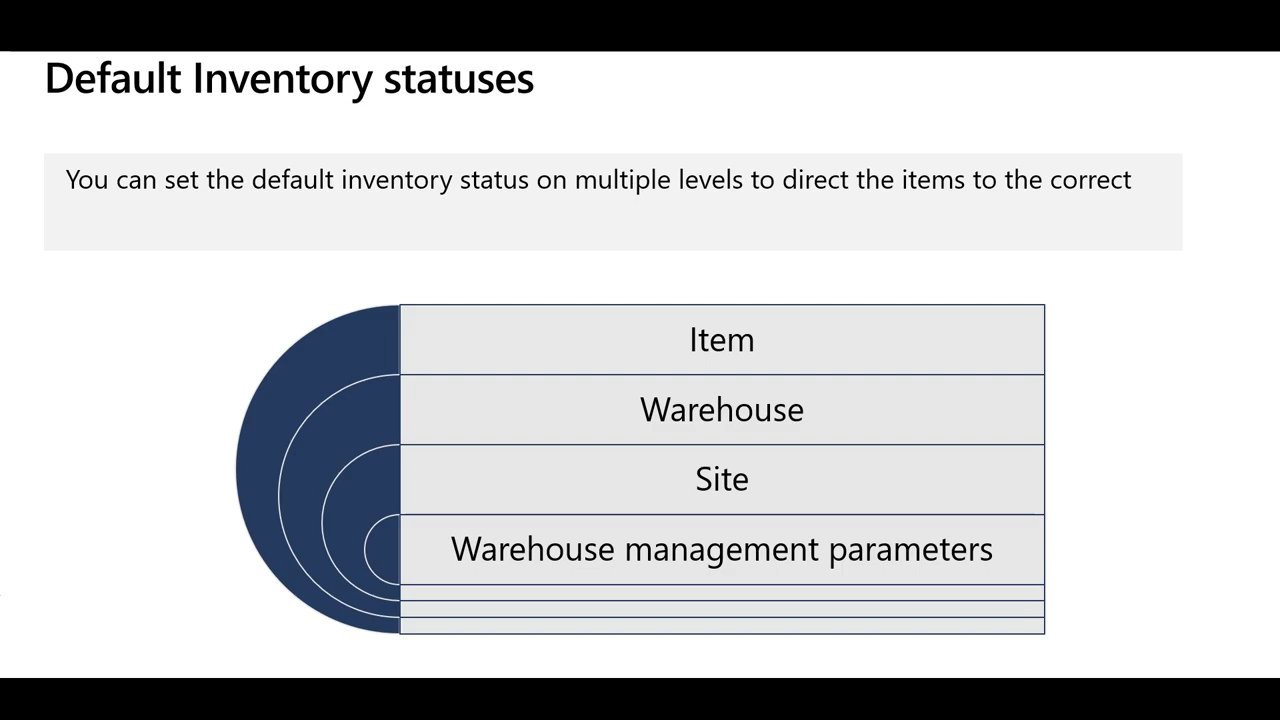 Default Inventory statuses
You can set the default inventory status on multiple levels to direct the items to the correct
Item
Warehouse
Site
Warehouse management parameters